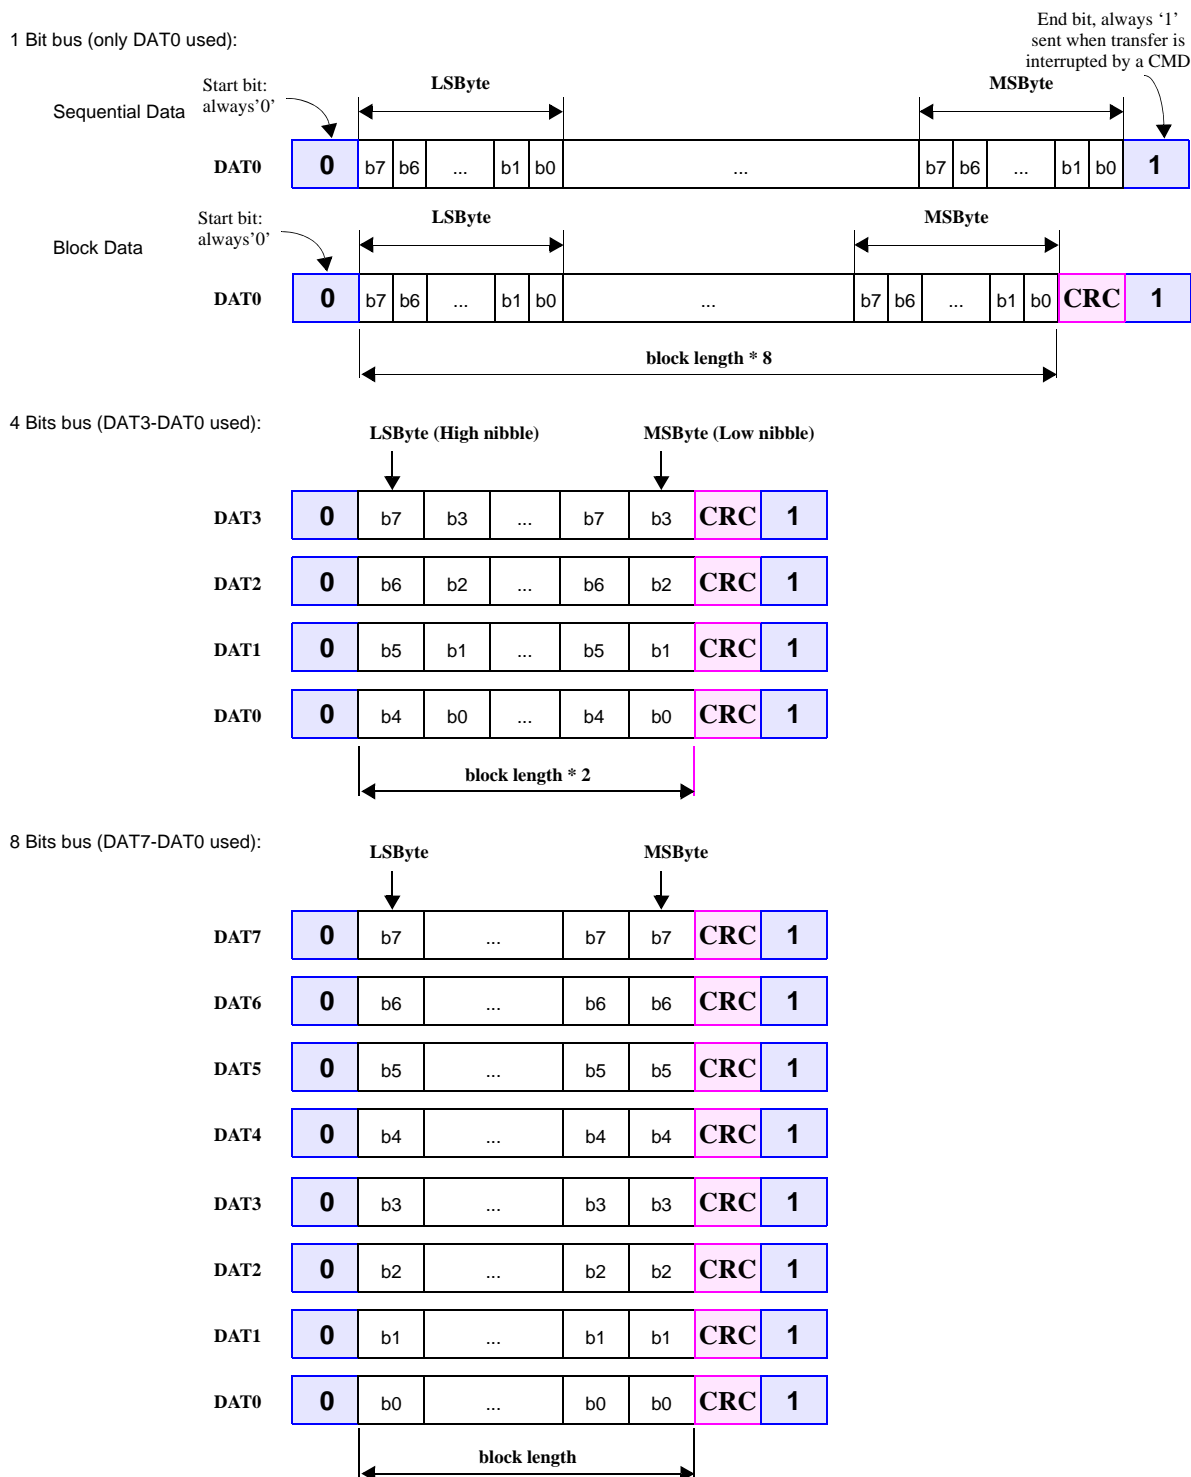 1 Bit bus (only DAT0 used):
End bit, always ‘1’
sent when transfer is
interrupted by a CMD
Start bit:
always’0’
LSByte
MSByte
Sequential Data
DAT0 0 b7 b6 ... b1 b0 ... b7 b6 ... b1 b0 1
Start bit:
always’0’
LSByte
MSByte
Block Data
DAT0 0 b7 b6 ... b1 b0 ... b7 b6 ... b1 b0 CRC 1
block length * 8
4 Bits bus (DAT3-DAT0 used):
LSByte (High nibble) MSByte (Low nibble)
DAT3 0 b7 b3 ... b7 b3 CRC 1
DAT2 0 b6 b2 ... b6 b2 CRC 1
DAT1 0 b5 b1 ... b5 b1 CRC 1
DAT0 0 b4 b0 ... b4 b0 CRC 1
block length * 2
8 Bits bus (DAT7-DAT0 used):
LSByte MSByte
DAT7 0 b7 ... b7 b7 CRC 1
DAT6 0 b6 ... b6 b6 CRC 1
DAT5 0 b5 ... b5 b5 CRC 1
DAT4 0 b4 ... b4 b4 CRC 1
DAT3 0 b3 ... b3 b3 CRC 1
DAT2 0 b2 ... b2 b2 CRC 1
DAT1 0 b1 ... b1 b1 CRC 1
DAT0 0 b0 ... b0 b0 CRC 1
block length